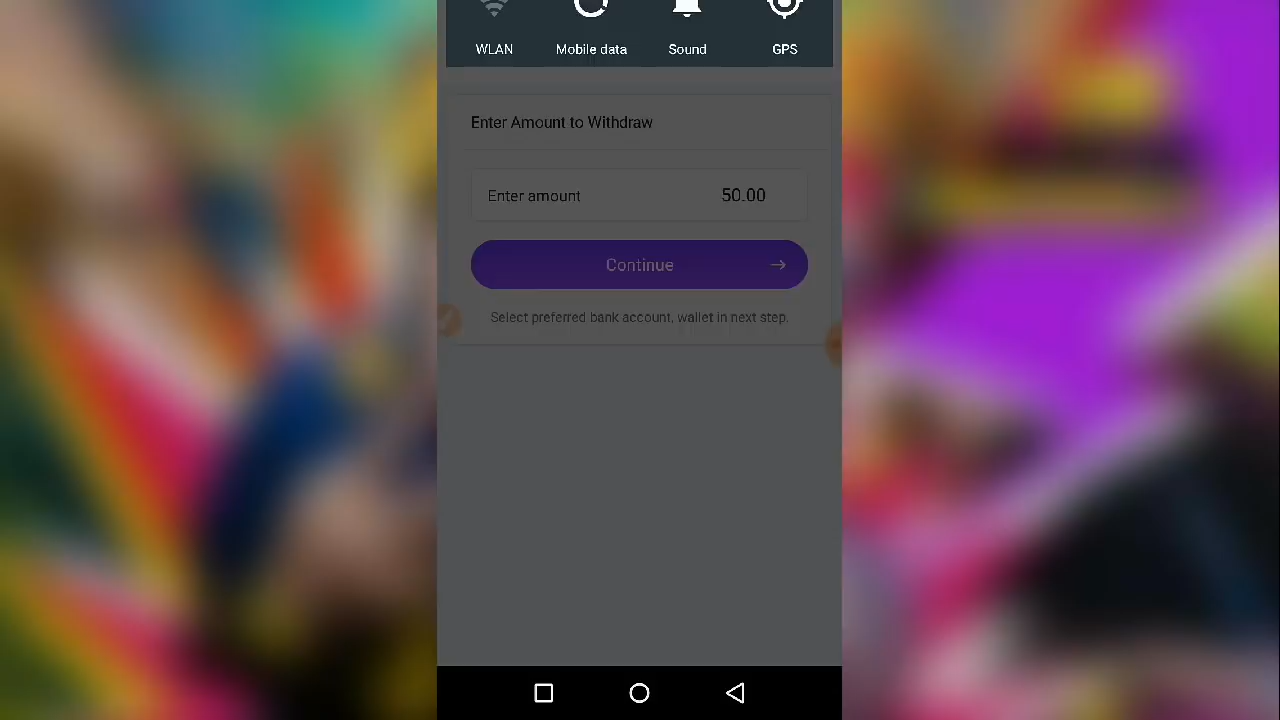 WLAN Mobile data Sound GPS
Enter Amount to Withdraw
Enter amount 50.00
Continue
Select preferred bank account, wallet in next step.